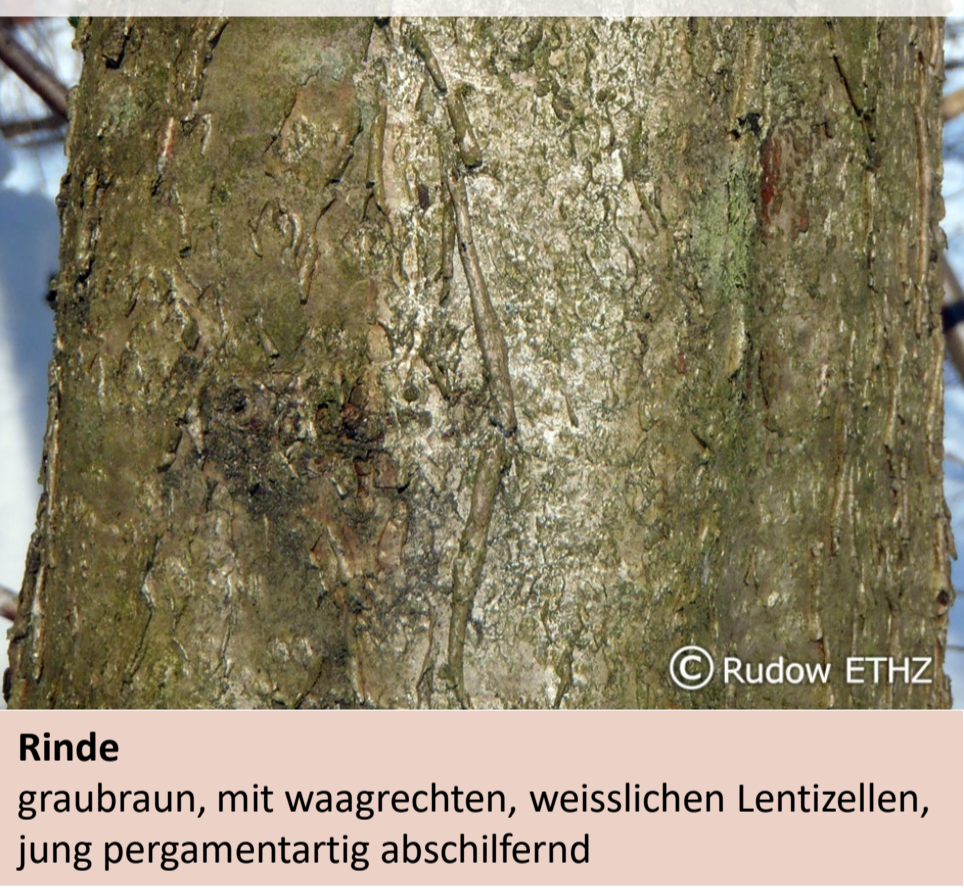 © Rudow ETHZ
Rinde
graubraun, mit waagrechten, weisslichen Lentizellen,
jung pergamentartig abschilfernd